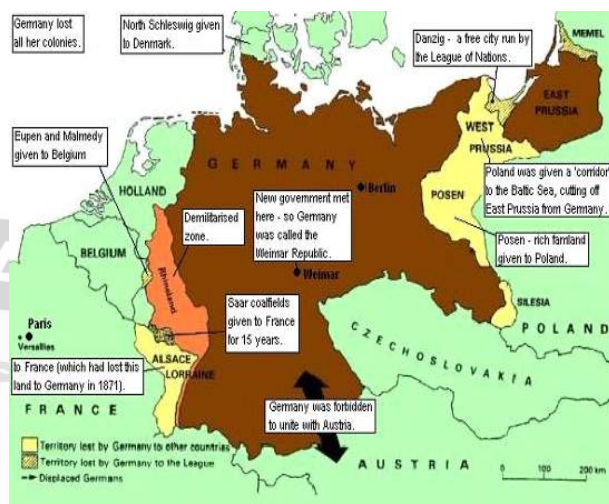 Germany lost
all her colonies.
North Schleswig given
to Denmark.
Danzig - a free city run by
the League of Nations.
MEMEL
EAST
PRUSSIA
WEST
PRUSSIA
Eupen and Malmedy
given to Belgium
GERMANY
Berlin
POSEN
Poland was given a 'corridor'
to the Baltic Sea, cutting off
East Prussia from Germany.
HOLLAND
Demilitarised
zone.
New government met
here - so Germany
was called the
Weimar Republic.
Posen - rich farmland
given to Poland.
BELGIUM
Rhineland
Weimar
SILESIA
Saar coalfields
given to France
for 15 years.
POLAND
Paris
Versailles
CZECHOSLOVAKIA
ALSACE
LORRAINE
to France (which had lost this
land to Germany in 1871).
FRANCE
Germany was forbidden
to unite with Austria.
AUSTRIA
Territory lost by Germany to other countries
Territory lost by Germany to the League
Displaced Germans
0 100 200 km